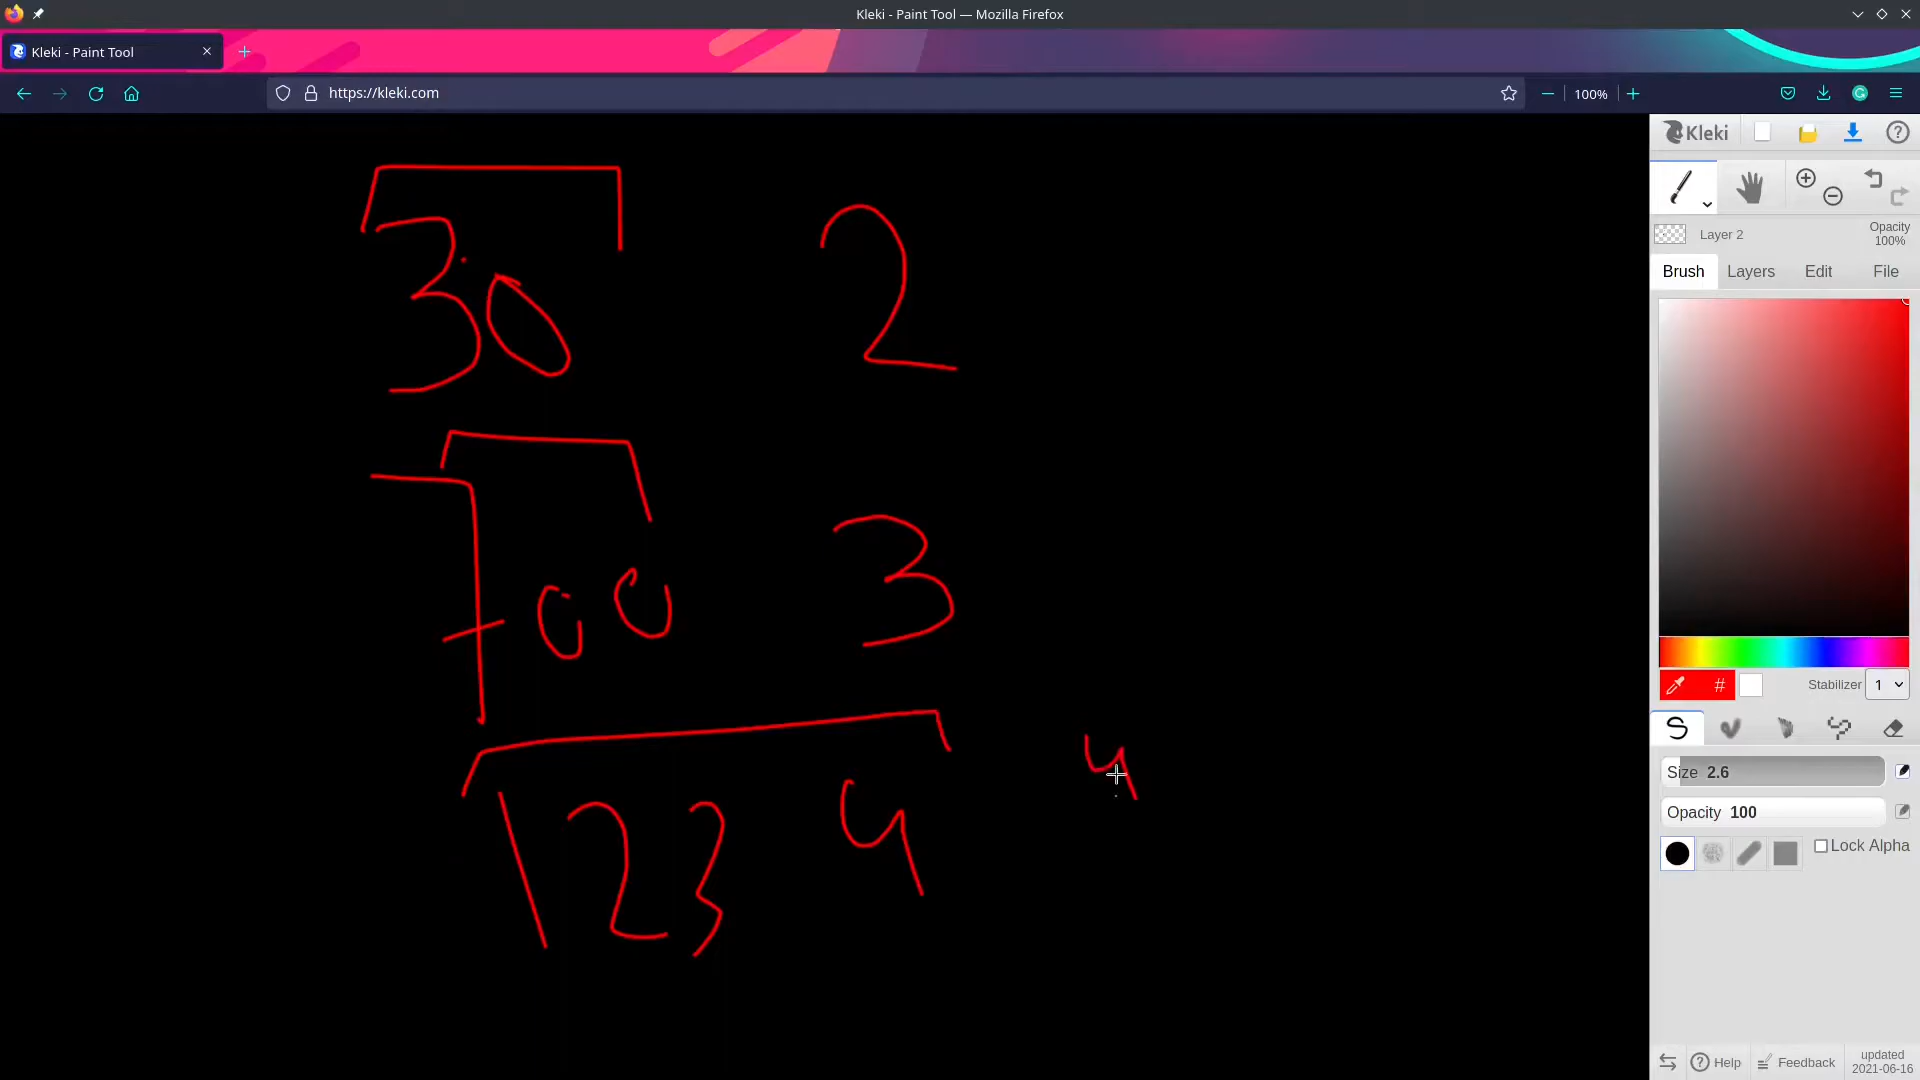 Kleki - Paint Tool — Mozilla Firefox
Kleki - Paint Tool
https://kleki.com
100%
Kleki
Layer 2
Opacity
100%
Brush Layers Edit File
30 2
700 3
1234 4
# Stabilizer 1
Size 2.6
Opacity 100
Lock Alpha
Help Feedback updated
2021-06-16